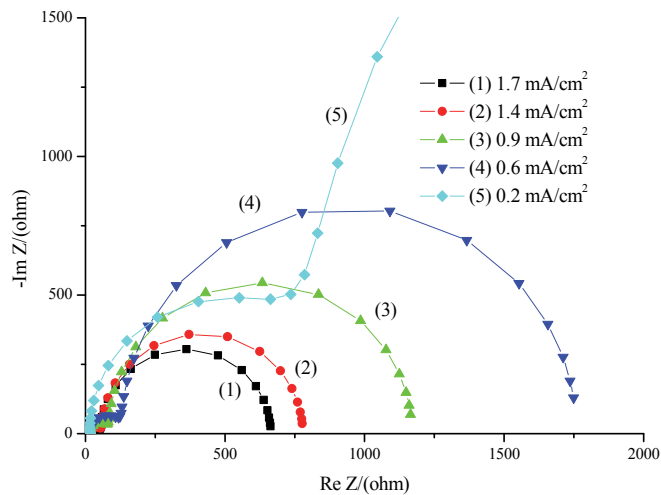 1500
1000
500
0
-Im Z/(ohm)
(5)
(4)
(3)
(2)
(1)
(1) 1.7 mA/cm²
(2) 1.4 mA/cm²
(3) 0.9 mA/cm²
(4) 0.6 mA/cm²
(5) 0.2 mA/cm²
0 500 1000 1500 2000
Re Z/(ohm)